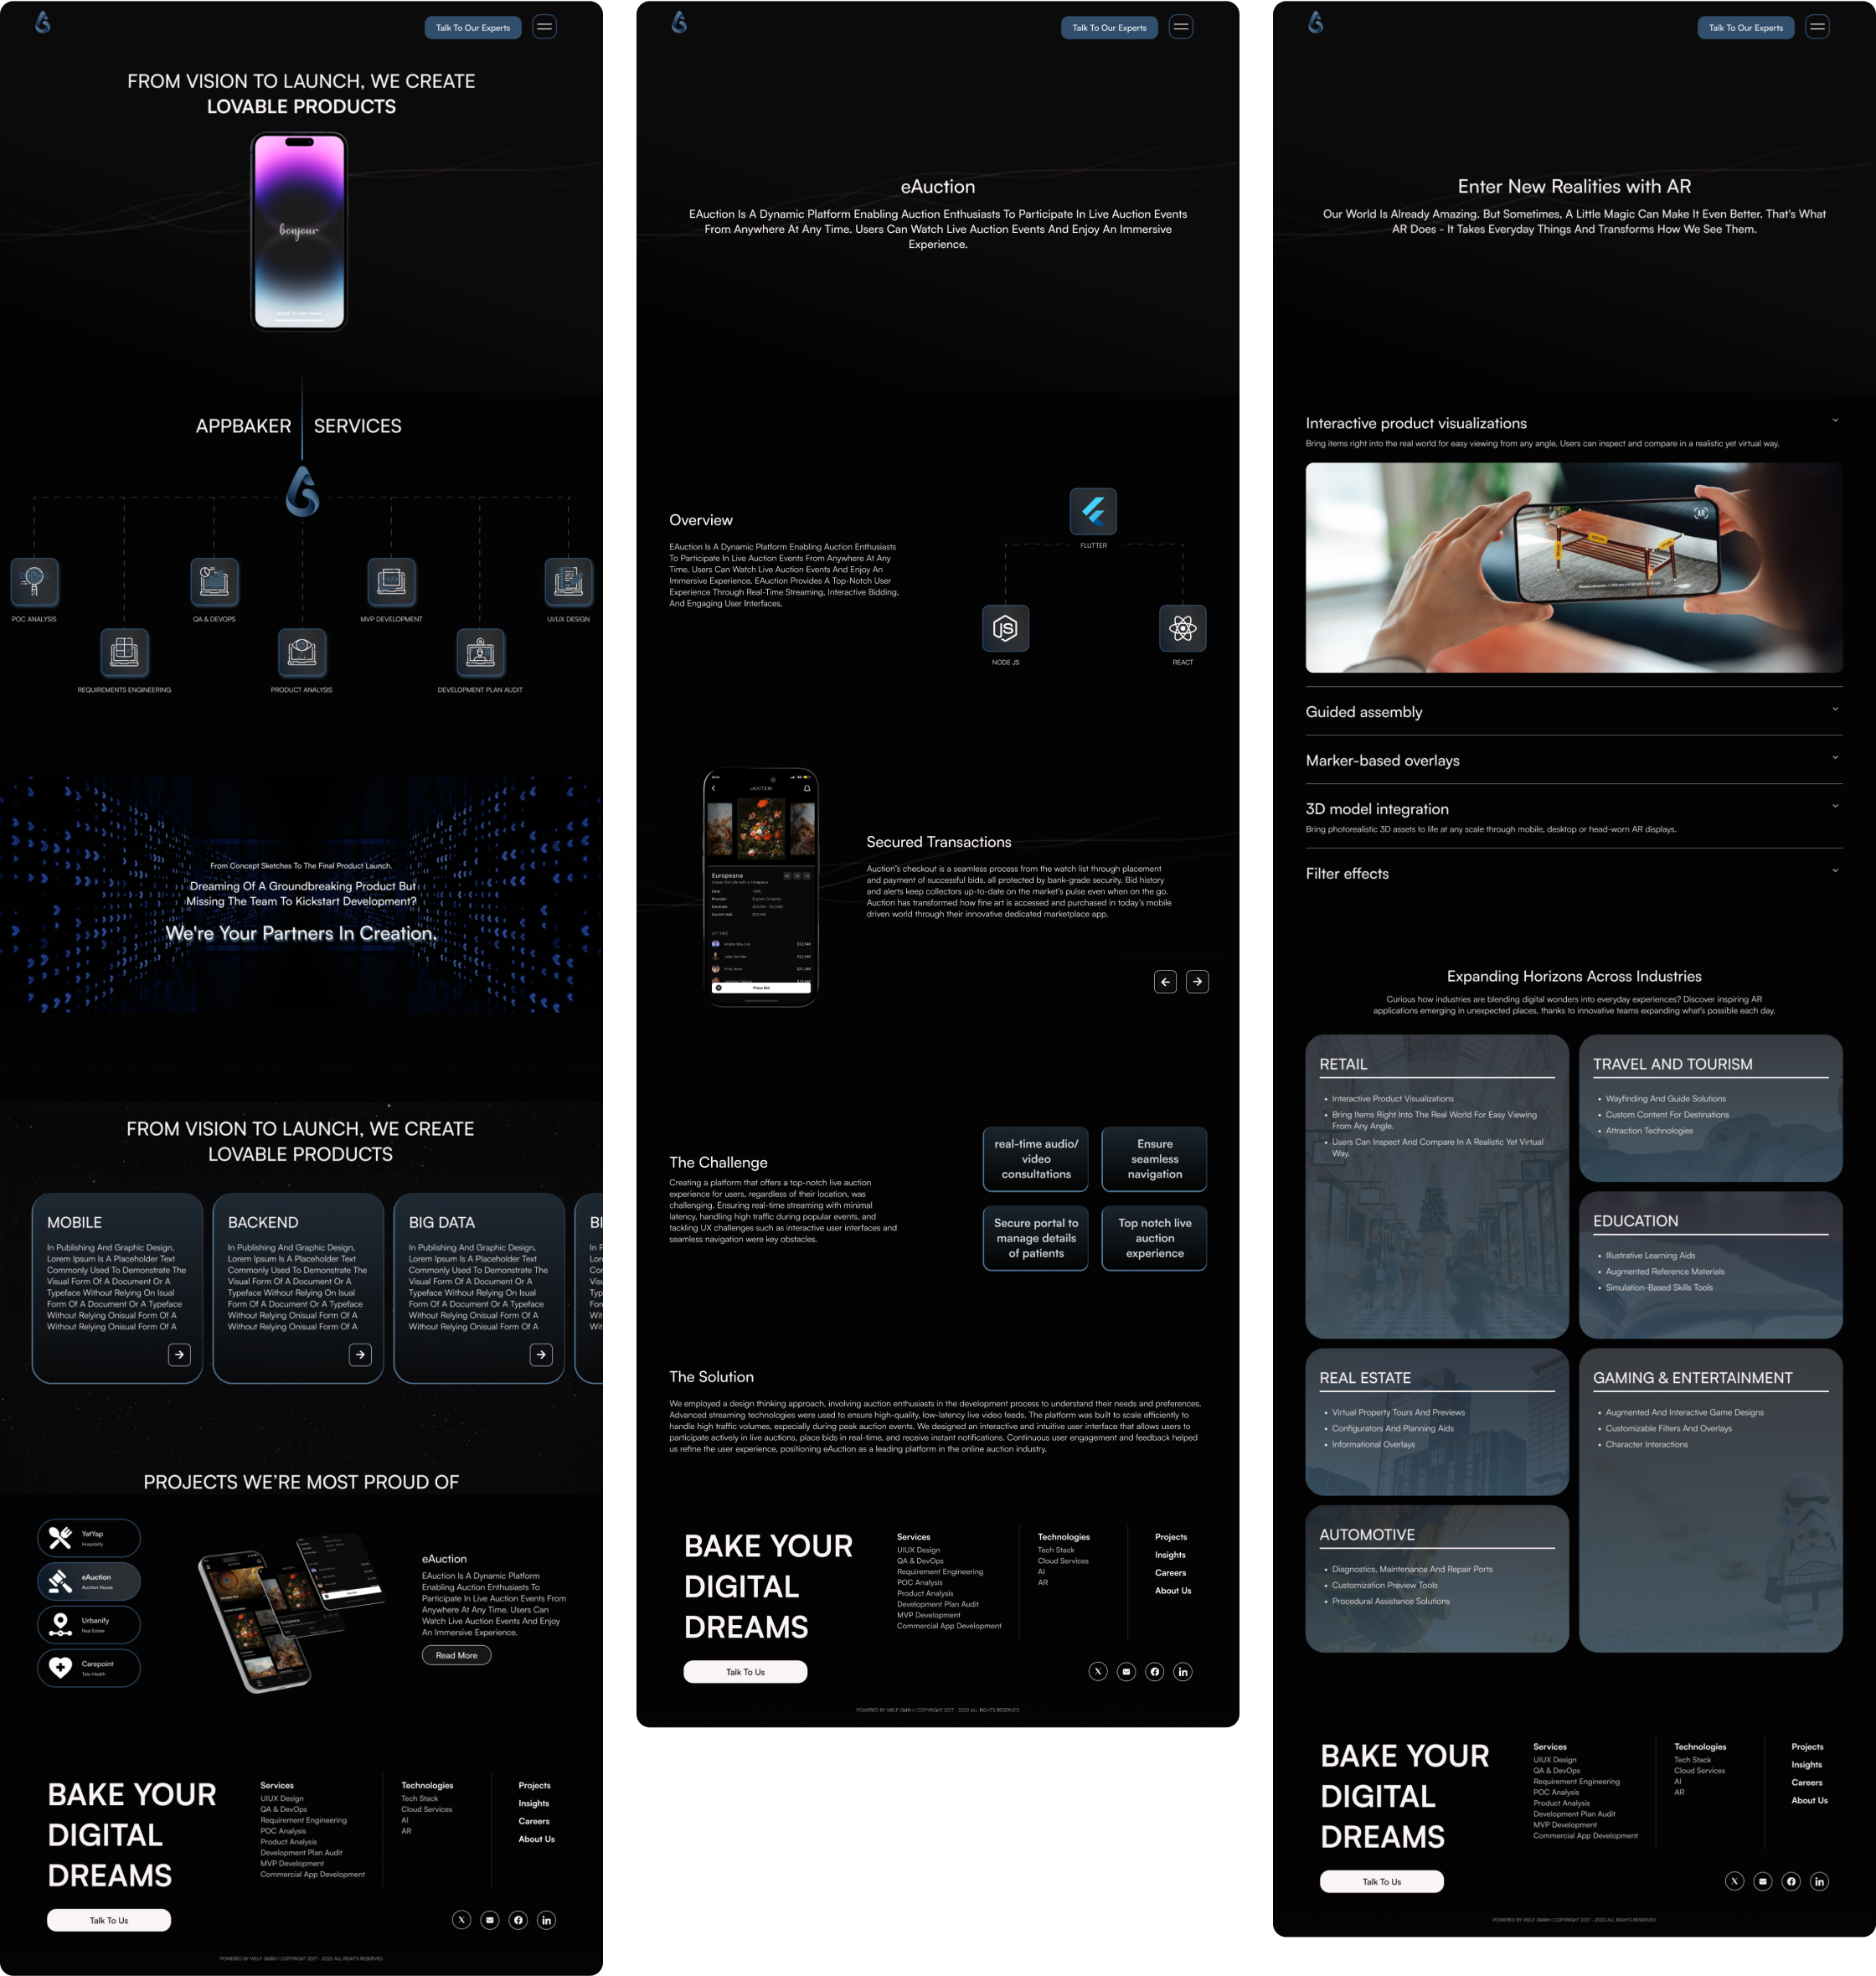 Talk To Our Experts
FROM VISION TO LAUNCH, WE CREATE
LOVABLE PRODUCTS
bonjour
scroll to see more
APPBAKER
SERVICES
POC ANALYSIS
QA & DEVOPS
MVP DEVELOPMENT
UI/UX DESIGN
REQUIREMENTS ENGINEERING
PRODUCT ANALYSIS
DEVELOPMENT PLAN AUDIT
From Concept Sketches To The Final Product Launch.
Dreaming Of A Groundbreaking Product But
Missing The Team To Kickstart Development?
We're Your Partners In Creation.
FROM VISION TO LAUNCH, WE CREATE
LOVABLE PRODUCTS
MOBILE
In Publishing And Graphic Design,
Lorem Ipsum Is A Placeholder Text
Commonly Used To Demonstrate The
Visual Form Of A Document Or A
Typeface Without Relying On Isual
Form Of A Document Or A Typeface
Without Relying Onisual Form Of A
Without Relying Onisual Form Of A
BACKEND
In Publishing And Graphic Design,
Lorem Ipsum Is A Placeholder Text
Commonly Used To Demonstrate The
Visual Form Of A Document Or A
Typeface Without Relying On Isual
Form Of A Document Or A Typeface
Without Relying Onisual Form Of A
Without Relying Onisual Form Of A
BIG DATA
In Publishing And Graphic Design,
Lorem Ipsum Is A Placeholder Text
Commonly Used To Demonstrate The
Visual Form Of A Document Or A
Typeface Without Relying On Isual
Form Of A Document Or A Typeface
Without Relying Onisual Form Of A
Without Relying Onisual Form Of A
PROJECTS WE'RE MOST PROUD OF
YatYap
Hospitality
eAuction
Auction House
Urbanify
Real Estate
Carepoint
Tele-Health
eAuction
EAuction Is A Dynamic Platform
Enabling Auction Enthusiasts To
Participate In Live Auction Events From
Anywhere At Any Time. Users Can
Watch Live Auction Events And Enjoy
An Immersive Experience.
Read More
BAKE YOUR
DIGITAL
DREAMS
Talk To Us
Services
UIUX Design
QA & DevOps
Requirement Engineering
POC Analysis
Product Analysis
Development Plan Audit
MVP Development
Commercial App Development
Technologies
Tech Stack
Cloud Services
AI
AR
Projects
Insights
Careers
About Us
POWERED BY WELF GMBH I COPYRIGHT 2017 - 2022 ALL RIGHTS RESERVED
Talk To Our Experts
eAuction
EAuction Is A Dynamic Platform Enabling Auction Enthusiasts To Participate In Live Auction Events
From Anywhere At Any Time. Users Can Watch Live Auction Events And Enjoy An Immersive
Experience.
Overview
EAuction Is A Dynamic Platform Enabling Auction Enthusiasts
To Participate In Live Auction Events From Anywhere At Any
Time. Users Can Watch Live Auction Events And Enjoy An
Immersive Experience. EAuction Provides A Top-Notch User
Experience Through Real-Time Streaming, Interactive Bidding,
And Engaging User Interfaces.
FLUTTER
NODE JS
REACT
eAUCTION
Europeana
Place Bid
Secured Transactions
Auction's checkout is a seamless process from the watch list through placement
and payment of successful bids, all protected by bank-grade security. Bid history
and alerts keep collectors up-to-date on the market's pulse even when on the go.
Auction has transformed how fine art is accessed and purchased in today's mobile
driven world through their innovative dedicated marketplace app.
The Challenge
Creating a platform that offers a top-notch live auction
experience for users, regardless of their location, was
challenging. Ensuring real-time streaming with minimal
latency, handling high traffic during popular events, and
tackling UX challenges such as interactive user interfaces and
seamless navigation were key obstacles.
real-time audio/
video
consultations
Ensure
seamless
navigation
Secure portal to
manage details
of patients
Top notch live
auction
experience
The Solution
We employed a design thinking approach, involving auction enthusiasts in the development process to understand their needs and preferences.
Advanced streaming technologies were used to ensure high-quality, low-latency live video feeds. The platform was built to scale efficiently to
handle high traffic volumes, especially during peak auction events. We designed an interactive and intuitive user interface that allows users to
participate actively in live auctions, place bids in real-time, and receive instant notifications. Continuous user engagement and feedback helped
us refine the user experience, positioning eAuction as a leading platform in the online auction industry.
BAKE YOUR
DIGITAL
DREAMS
Talk To Us
Services
UIUX Design
QA & DevOps
Requirement Engineering
POC Analysis
Product Analysis
Development Plan Audit
MVP Development
Commercial App Development
Technologies
Tech Stack
Cloud Services
AI
AR
Projects
Insights
Careers
About Us
POWERED BY WELF GMBH I COPYRIGHT 2017 - 2022 ALL RIGHTS RESERVED
Talk To Our Experts
Enter New Realities with AR
Our World Is Already Amazing. But Sometimes, A Little Magic Can Make It Even Better. That's What
AR Does - It Takes Everyday Things And Transforms How We See Them.
Interactive product visualizations
Bring items right into the real world for easy viewing from any angle. Users can inspect and compare in a realistic yet virtual way.
AR
Guided assembly
Marker-based overlays
3D model integration
Bring photorealistic 3D assets to life at any scale through mobile, desktop or head-worn AR displays.
Filter effects
Expanding Horizons Across Industries
Curious how industries are blending digital wonders into everyday experiences? Discover inspiring AR
applications emerging in unexpected places, thanks to innovative teams expanding what's possible each day.
RETAIL
• Interactive Product Visualizations
• Bring Items Right Into The Real World For Easy Viewing
From Any Angle.
• Users Can Inspect And Compare In A Realistic Yet Virtual
Way.
TRAVEL AND TOURISM
• Wayfinding And Guide Solutions
• Custom Content For Destinations
• Attraction Technologies
EDUCATION
• Illustrative Learning Aids
• Augmented Reference Materials
• Simulation-Based Skills Tools
REAL ESTATE
• Virtual Property Tours And Previews
• Configurators And Planning Aids
• Informational Overlays
GAMING & ENTERTAINMENT
• Augmented And Interactive Game Designs
• Customizable Filters And Overlays
• Character Interactions
AUTOMOTIVE
• Diagnostics, Maintenance And Repair Ports
• Customization Preview Tools
• Procedural Assistance Solutions
BAKE YOUR
DIGITAL
DREAMS
Talk To Us
Services
UIUX Design
QA & DevOps
Requirement Engineering
POC Analysis
Product Analysis
Development Plan Audit
MVP Development
Commercial App Development
Technologies
Tech Stack
Cloud Services
AI
AR
Projects
Insights
Careers
About Us
POWERED BY WELF GMBH I COPYRIGHT 2017 - 2022 ALL RIGHTS RESERVED